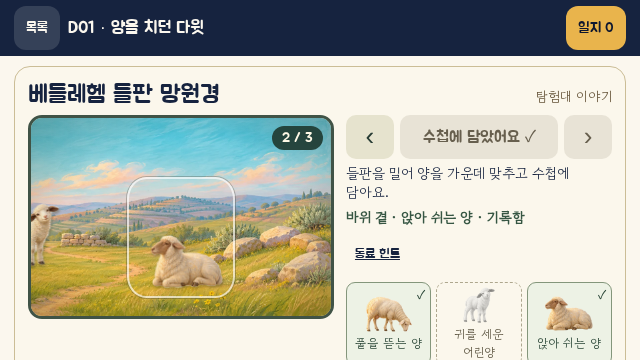 목록
D01 · 양을 치던 다윗
일지 0
베들레헴 들판 망원경
탐험대 이야기
2 / 3
‹
수첩에 담았어요 ✓
›
들판을 밀어 양을 가운데 맞추고 수첩에
담아요.
바위 곁 · 앉아 쉬는 양 · 기록함
동료 힌트
✓
풀을 뜯는 양
귀를 세운
어린양
✓
앉아 쉬는 양